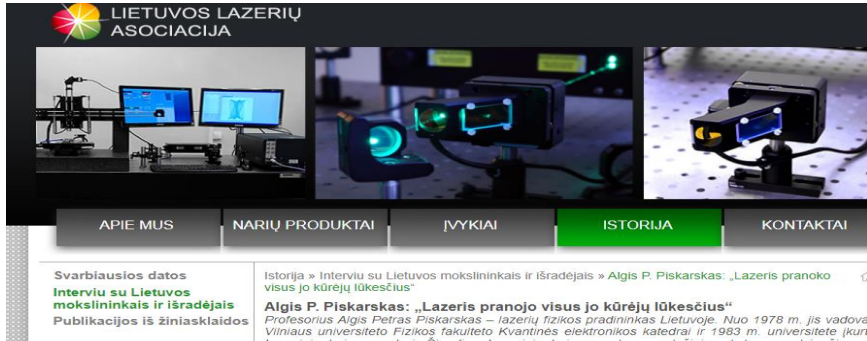 LIETUVOS LAZERIŲ
ASOCIACIJA
APIE MUS
NARIŲ PRODUKTAI
ĮVYKIAI
ISTORIJA
KONTAKTAI
Svarbiausios datos
Interviu su Lietuvos
mokslininkais ir išradėjais
Publikacijos iš žiniasklaidos
Istorija » Interviu su Lietuvos mokslininkais ir išradėjais » Algis P. Piskarskas: „Lazeris pranoko
visus jo kūrėjų lūkesčius“
Algis P. Piskarskas: „Lazeris pranojo visus jo kūrėjų lūkesčius“
Profesorius Algis Petras Piskarskas – lazerių fizikos pradininkas Lietuvoje. Nuo 1978 m. jis vadova
Vilniaus universiteto Fizikos fakulteto Kvantinės elektronikos katedrai ir 1983 m. universitete įkurt